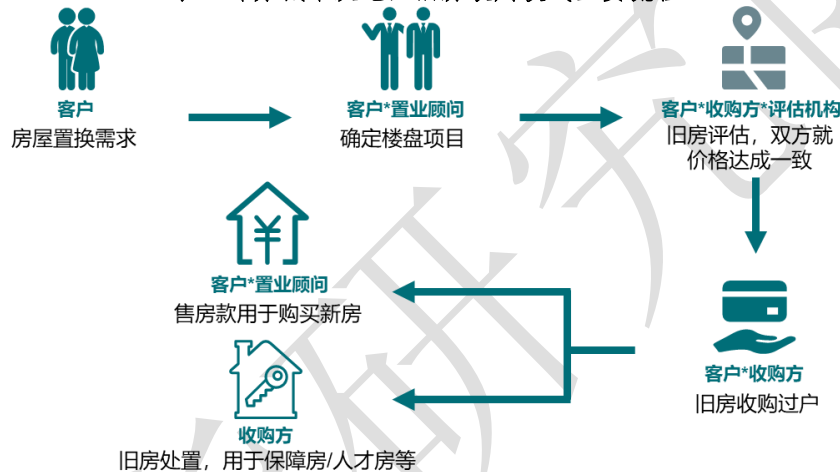 客户
房屋置换需求
客户*置业顾问
确定楼盘项目
客户*收购方*评估机构
旧房评估，双方就
价格达成一致
客户*置业顾问
售房款用于购买新房
客户*收购方
旧房收购过户
收购方
旧房处置，用于保障房/人才房等